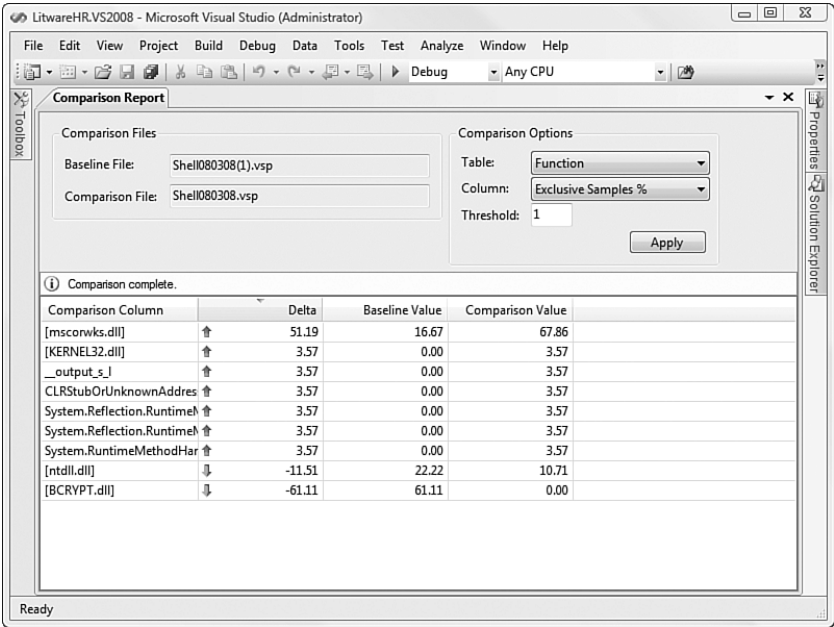 LitwareHR.VS2008 - Microsoft Visual Studio (Administrator)
File Edit View Project Build Debug Data Tools Test Analyze Window Help
Debug Any CPU
Toolbox
Comparison Report
Properties
Solution Explorer
Comparison Files
Baseline File: Shell080308(1).vsp
Comparison File: Shell080308.vsp
Comparison Options
Table: Function
Column: Exclusive Samples %
Threshold: 1
Apply
Comparison complete.
Comparison Column Delta Baseline Value Comparison Value
[mscorwks.dll] 51.19 16.67 67.86
[KERNEL32.dll] 3.57 0.00 3.57
__output_s_l 3.57 0.00 3.57
CLRStubOrUnknownAddres 3.57 0.00 3.57
System.Reflection.RuntimeM 3.57 0.00 3.57
System.Reflection.RuntimeM 3.57 0.00 3.57
System.RuntimeMethodHar 3.57 0.00 3.57
[ntdll.dll] -11.51 22.22 10.71
[BCRYPT.dll] -61.11 61.11 0.00
Ready